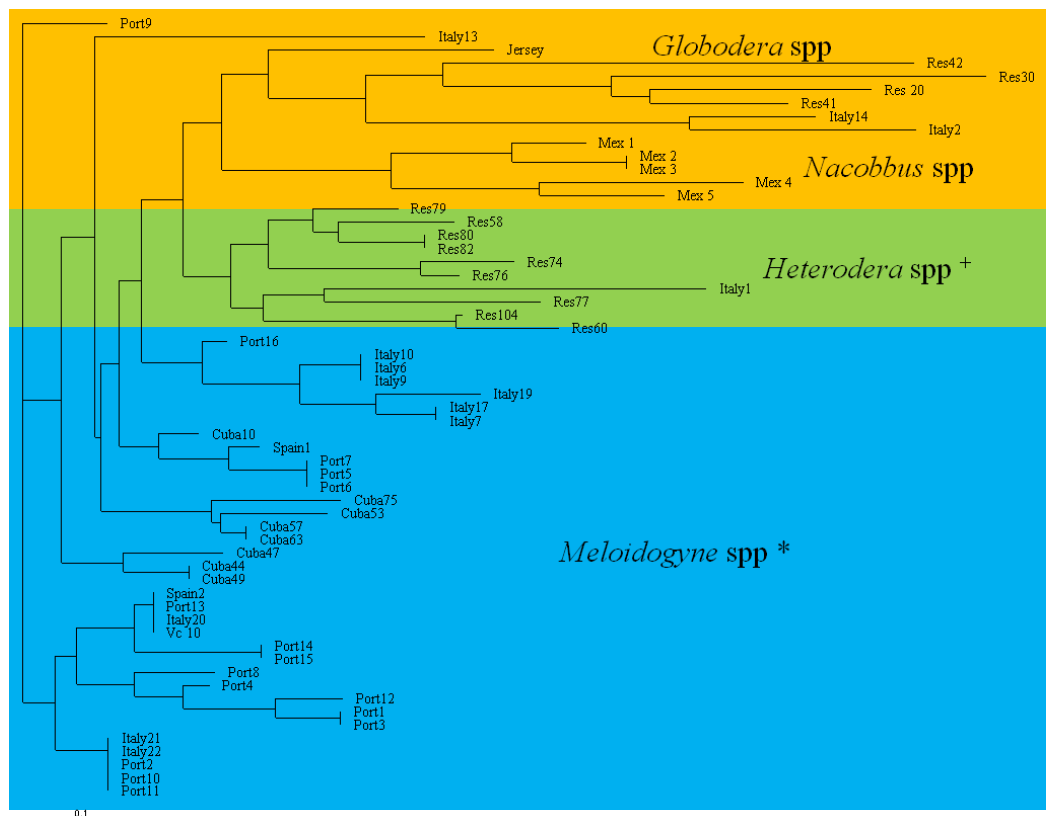 Port9
Italy13
Globodera spp
Jersey
Res42
Res30
Res 20
Res41
Italy14
Italy2
Mex 1
Mex 2
Mex 3
Nacobbus spp
Mex 4
Mex 5
Res79
Res58
Res80
Res82
Res74
Heterodera spp +
Res76
Italy1
Res77
Res104
Res60
Port16
Italy10
Italy6
Italy9
Italy19
Italy17
Italy7
Cuba10
Spain1
Port7
Port5
Port6
Cuba75
Cuba53
Cuba57
Cuba63
Meloidogyne spp *
Cuba47
Cuba44
Cuba49
Spain2
Port13
Italy20
Vc 10
Port14
Port15
Port8
Port4
Port12
Port1
Port3
Italy21
Italy22
Port2
Port10
Port11
0.1